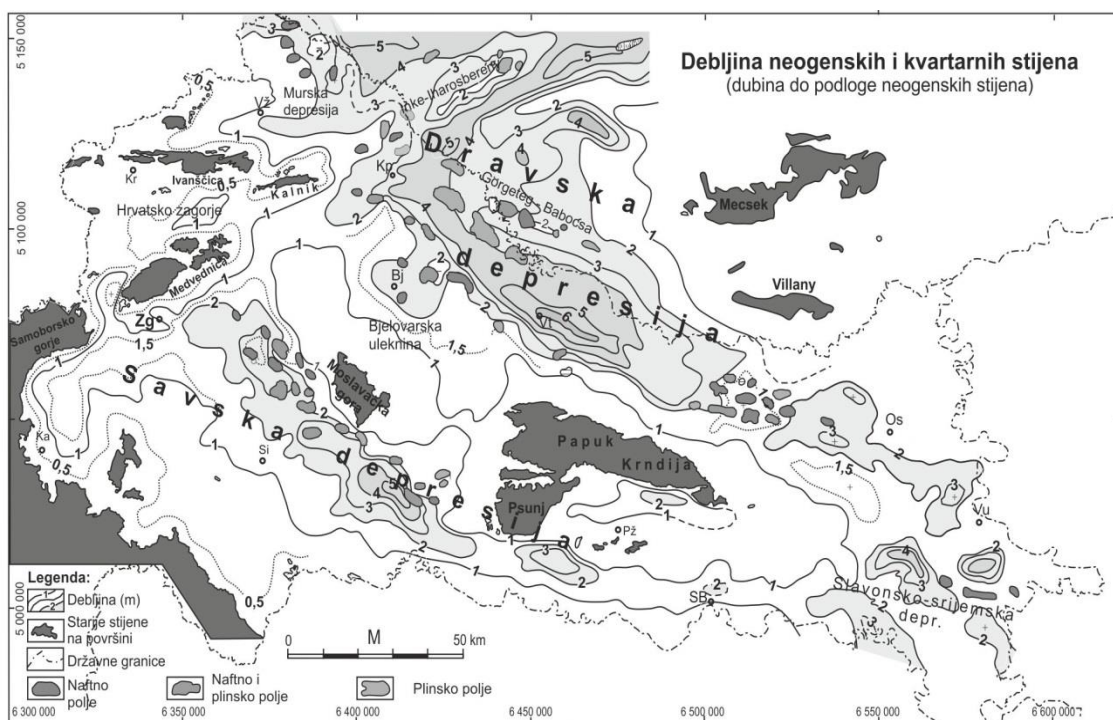 Debljina neogenskih i kvartarnih stijena
(dubina do podloge neogenskih stijena)
5 150 000
5 100 000
5 000 000
Murska
depresija
Inke-Iharosbereni
Vž
Kr
Ivanščica
Kalnik
Hrvatsko zagorje
Medvednica
Zg
Samoborsko
gorje
Kp
Dravska
depresija
Görgeteg - Babocsa
Mecsek
Villany
Bj
Bjelovarska
uleknina
Vt
Moslavačka
gora
Savska
depresija
Ka
Si
Papuk
Krndija
Psunj
Pž
SB
Os
Vu
Slavonsko-srijemska
depr.
Legenda:
Debljina (m)
Starije stijene
na površini
Državne granice
Naftno
polje
Naftno i
plinsko polje
Plinsko polje
0 M 50 km
6 300 000 6 350 000 6 400 000 6 450 000 6 500 000 6 550 000 6 600 000